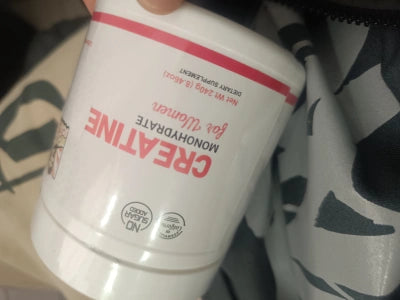 CREATINE
MONOHYDRATE
for Women
DIETARY SUPPLEMENT
Net Wt 240g (8.46oz)
NO
SUGAR
ADDED